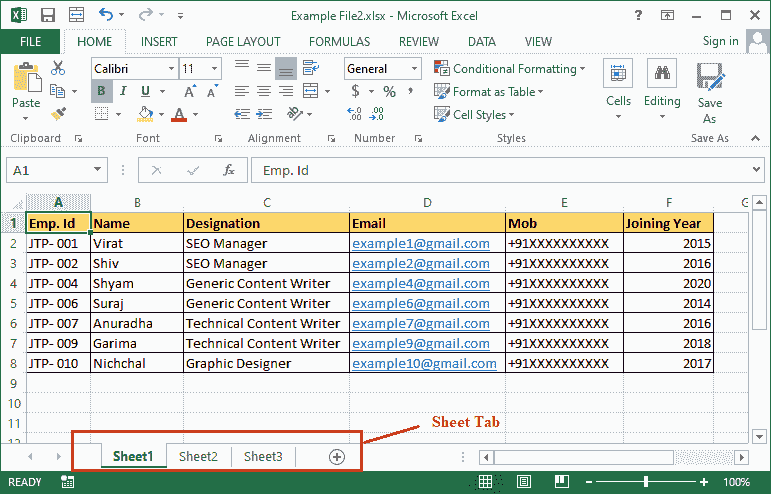 Example File2.xlsx - Microsoft Excel
?
FILE HOME INSERT PAGE LAYOUT FORMULAS REVIEW DATA VIEW Sign in
Paste
Calibri 11
B I U A A
A
General
$ % ,
.00 .0
Conditional Formatting
Format as Table
Cell Styles
Cells
Editing
Save As
Clipboard Font Alignment Number Styles Save As
A1 fx Emp. Id
A B C D E F G
1 Emp. Id Name Designation Email Mob Joining Year
2 JTP- 001 Virat SEO Manager example1@gmail.com +91XXXXXXXXXX 2015
3 JTP- 002 Shiv SEO Manager example2@gmail.com +91XXXXXXXXXX 2016
4 JTP- 004 Shyam Generic Content Writer example4@gmail.com +91XXXXXXXXXX 2020
5 JTP- 006 Suraj Generic Content Writer example6@gmail.com +91XXXXXXXXXX 2014
6 JTP- 007 Anuradha Technical Content Writer example7@gmail.com +91XXXXXXXXXX 2016
7 JTP- 009 Garima Technical Content Writer example9@gmail.com +91XXXXXXXXXX 2018
8 JTP- 010 Nichchal Graphic Designer example10@gmail.com +91XXXXXXXXXX 2017
9
10
11
Sheet Tab
Sheet1 Sheet2 Sheet3
READY 100%